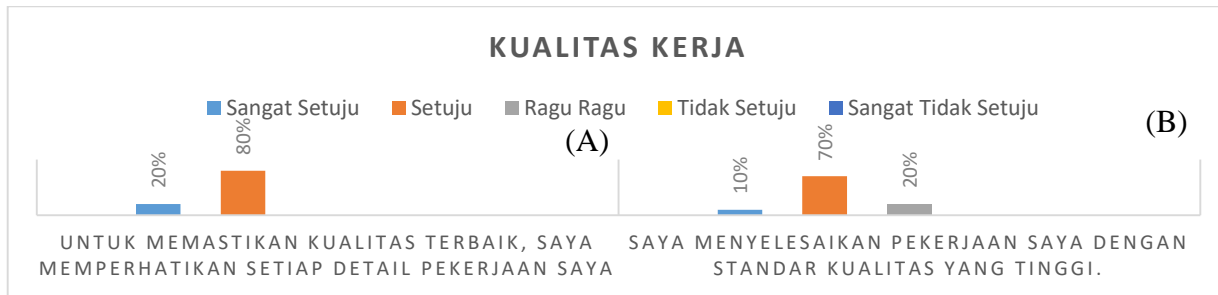 KUALITAS KERJA
Sangat Setuju Setuju Ragu Ragu Tidak Setuju Sangat Tidak Setuju
(A)
(B)
20%
80%
10%
70%
20%
UNTUK MEMASTIKAN KUALITAS TERBAIK, SAYA
MEMPERHATIKAN SETIAP DETAIL PEKERJAAN SAYA
SAYA MENYELESAIKAN PEKERJAAN SAYA DENGAN
STANDAR KUALITAS YANG TINGGI.